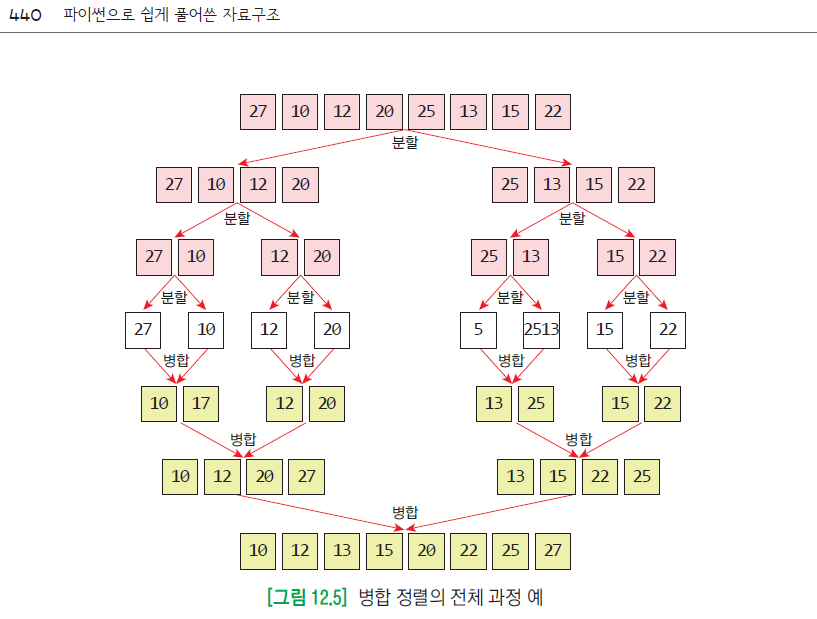 440 파이썬으로 쉽게 풀어쓴 자료구조
27 10 12 20 25 13 15 22
분할
27 10 12 20 25 13 15 22
분할 분할
27 10 12 20 25 13 15 22
분할 분할 분할 분할
27 10 12 20 5 2513 15 22
병합 병합 병합 병합
10 17 12 20 13 25 15 22
병합 병합
10 12 20 27 13 15 22 25
병합
10 12 13 15 20 22 25 27
[그림 12.5] 병합 정렬의 전체 과정 예